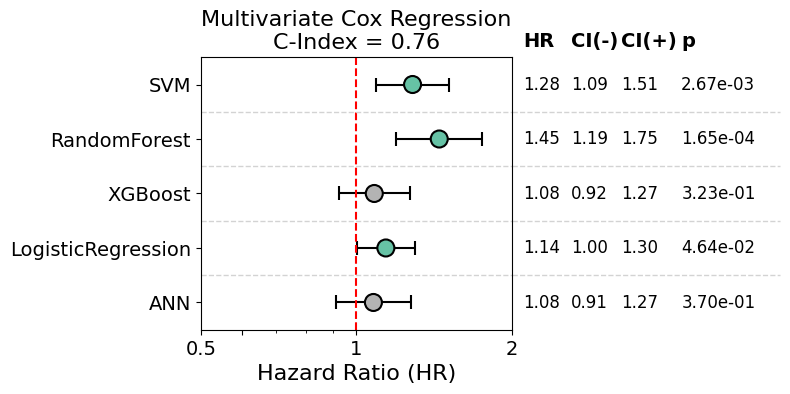 Multivariate Cox Regression
C-Index = 0.76
HR CI(-) CI(+) p
SVM 1.28 1.09 1.51 2.67e-03
RandomForest 1.45 1.19 1.75 1.65e-04
XGBoost 1.08 0.92 1.27 3.23e-01
LogisticRegression 1.14 1.00 1.30 4.64e-02
ANN 1.08 0.91 1.27 3.70e-01
0.5 1 2
Hazard Ratio (HR)